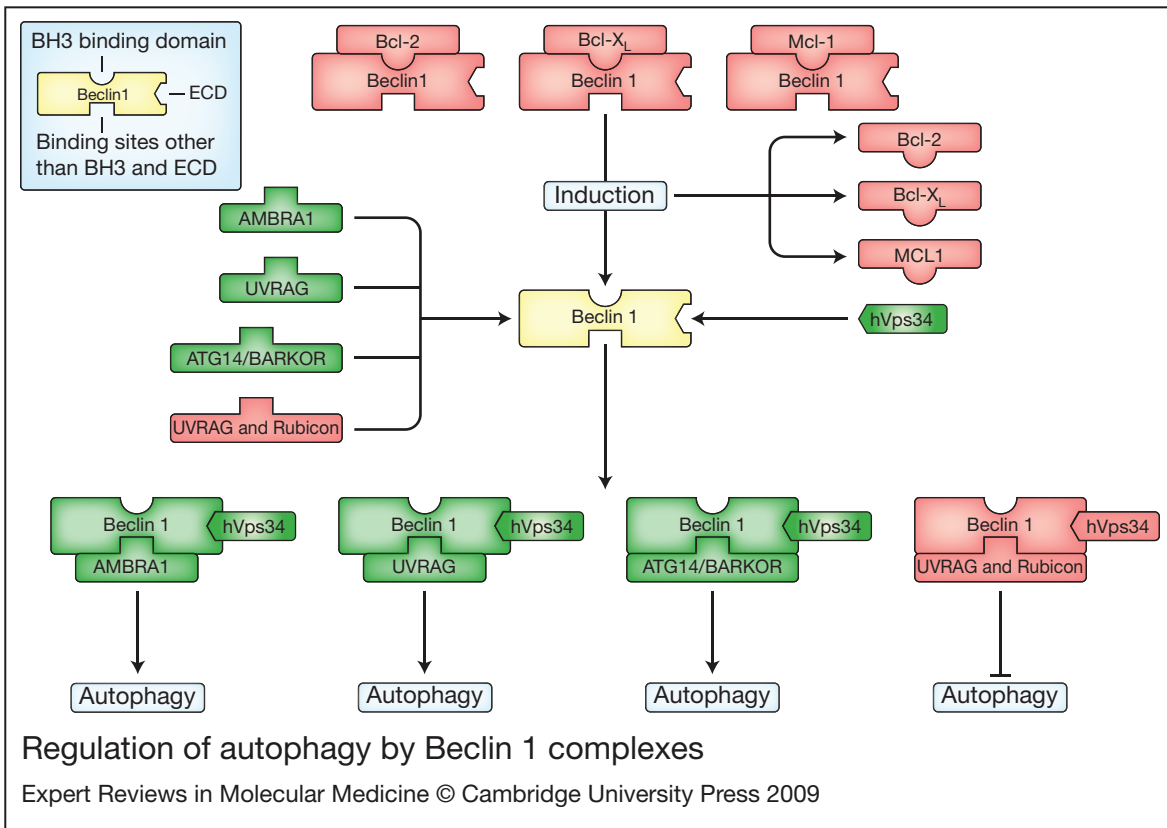 BH3 binding domain
Beclin1
ECD
Binding sites other
than BH3 and ECD
Bcl-2
Beclin1
Bcl-XL
Beclin 1
Mcl-1
Beclin 1
Induction
Bcl-2
Bcl-XL
MCL1
AMBRA1
UVRAG
ATG14/BARKOR
UVRAG and Rubicon
Beclin 1
hVps34
Beclin 1
hVps34
AMBRA1
Autophagy
Beclin 1
hVps34
UVRAG
Autophagy
Beclin 1
hVps34
ATG14/BARKOR
Autophagy
Beclin 1
hVps34
UVRAG and Rubicon
Autophagy
Regulation of autophagy by Beclin 1 complexes
Expert Reviews in Molecular Medicine © Cambridge University Press 2009